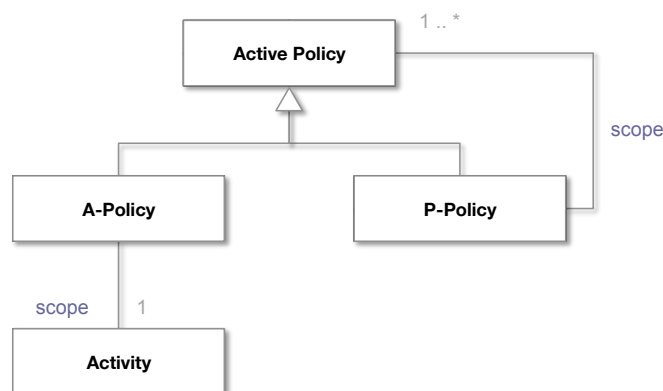 1 .. *
Active Policy
scope
A-Policy
P-Policy
scope
1
Activity